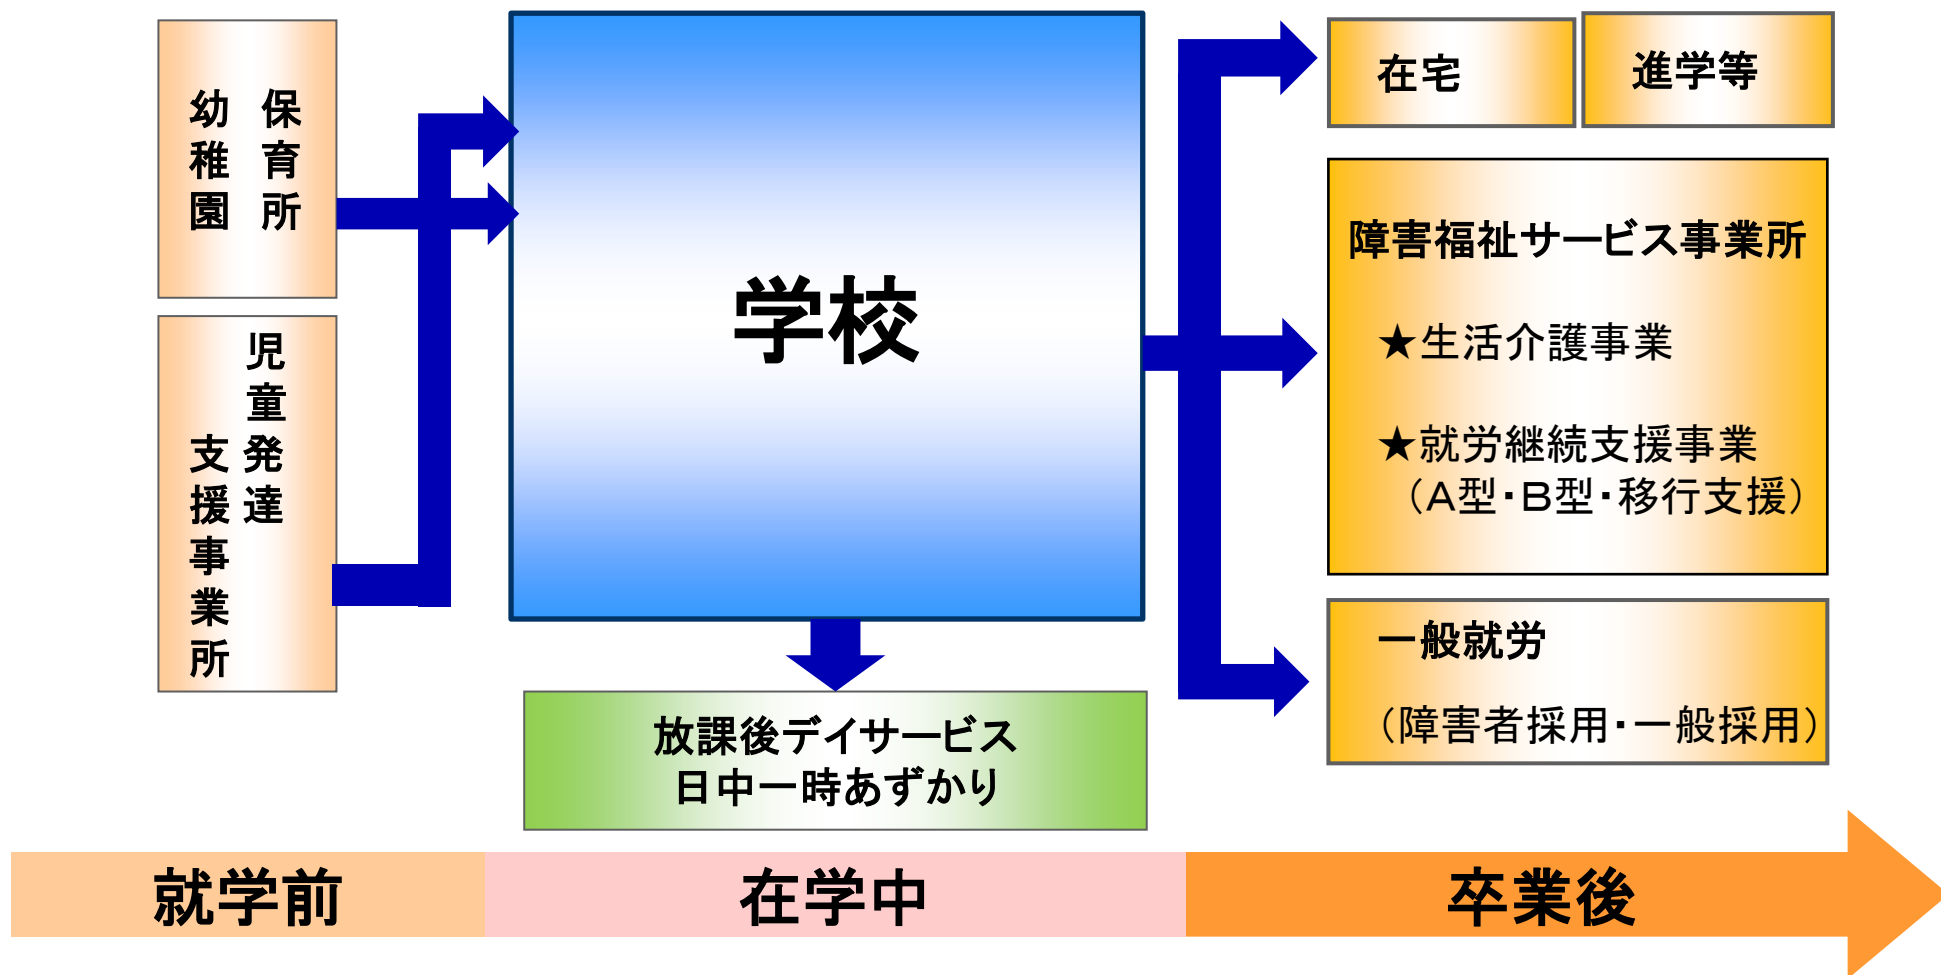 保育所
幼稚園
児童発達
支援事業所
学校
放課後デイサービス
日中一時あずかり
在宅
進学等
障害福祉サービス事業所
★生活介護事業
★就労継続支援事業
（A型・B型・移行支援）
一般就労
（障害者採用・一般採用）
就学前
在学中
卒業後